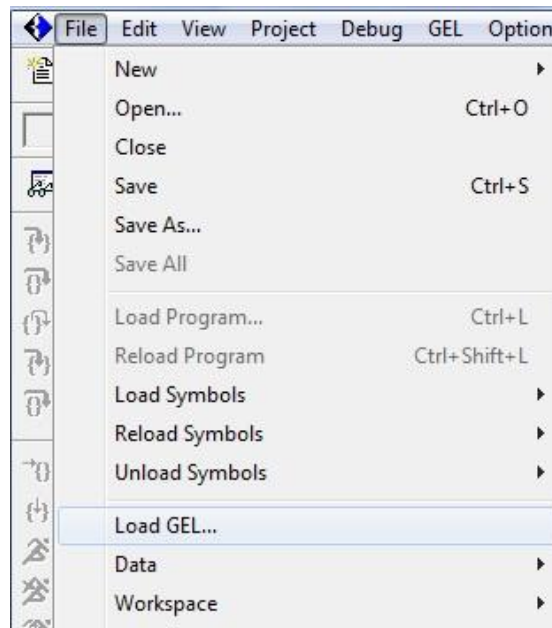 File Edit View Project Debug GEL Option
New
Open... Ctrl+O
Close
Save Ctrl+S
Save As...
Save All
Load Program... Ctrl+L
Reload Program Ctrl+Shift+L
Load Symbols
Reload Symbols
Unload Symbols
Load GEL...
Data
Workspace